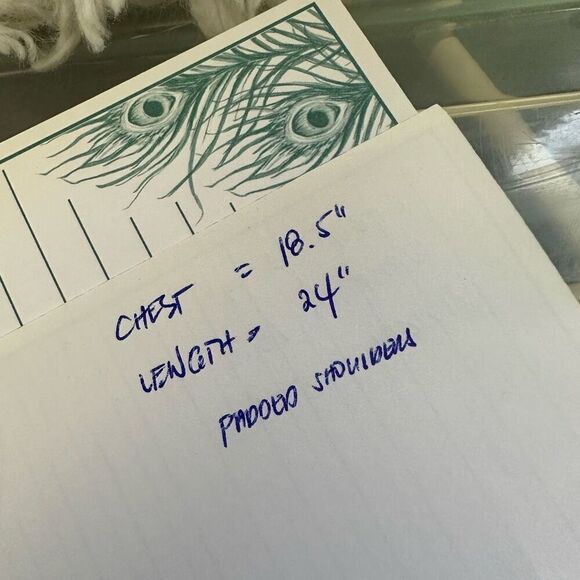 CHEST = 18.5"
LENGTH = 24"
PADDED SHOULDERS